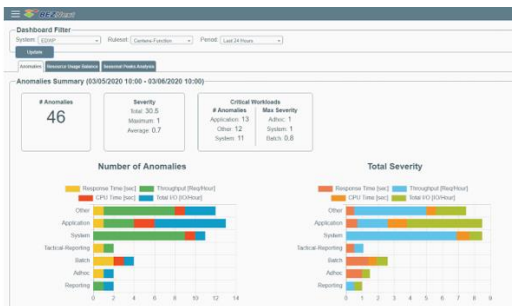 BEZNext
Dashboard Filter
System: EDWP Ruleset: Customs Function Period: Last 24 Hours
Update
Anomalies Resource Usage Balance Seasonal Peaks Analysis
Anomalies Summary (03/05/2020 10:00 - 03/06/2020 10:00)
# Anomalies
46
Severity
Total: 30.5
Maximum: 1
Average: 0.7
Critical Workloads
# Anomalies Max Severity
Application: 13 Adhoc: 1
Other: 12 System: 1
System: 11 Batch: 0.8
Number of Anomalies
Response Time [sec] Throughput [Req/Hour]
CPU Time [sec] Total I/O [IO/Hour]
Other
Application
System
Tactical-Reporting
Batch
Adhoc
Reporting
0 2 4 6 8 10 12 14
Total Severity
Response Time [sec] Throughput [Req/Hour]
CPU Time [sec] Total I/O [IO/Hour]
Other
Application
System
Tactical-Reporting
Batch
Adhoc
Reporting
0 1 2 3 4 5 6 7 8 9